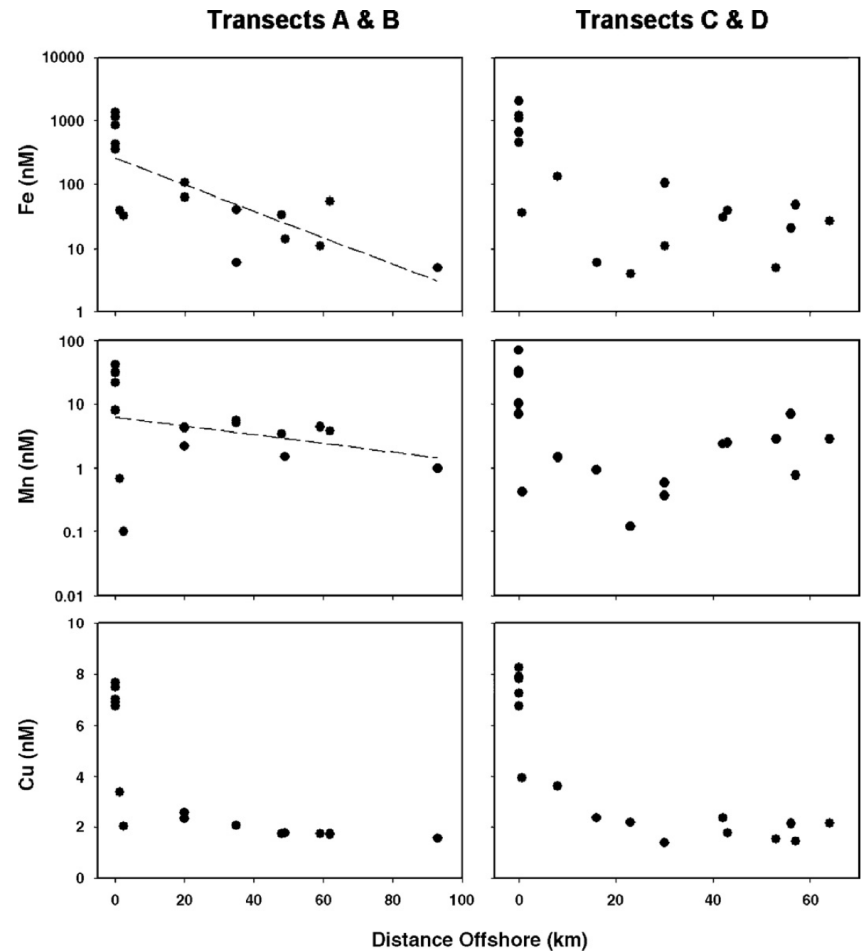 Transects A & B
Transects C & D
Fe (nM)
10000
1000
100
10
1
Mn (nM)
100
10
1
0.1
0.01
Cu (nM)
10
8
6
4
2
0
0 20 40 60 80 100
0 20 40 60
Distance Offshore (km)